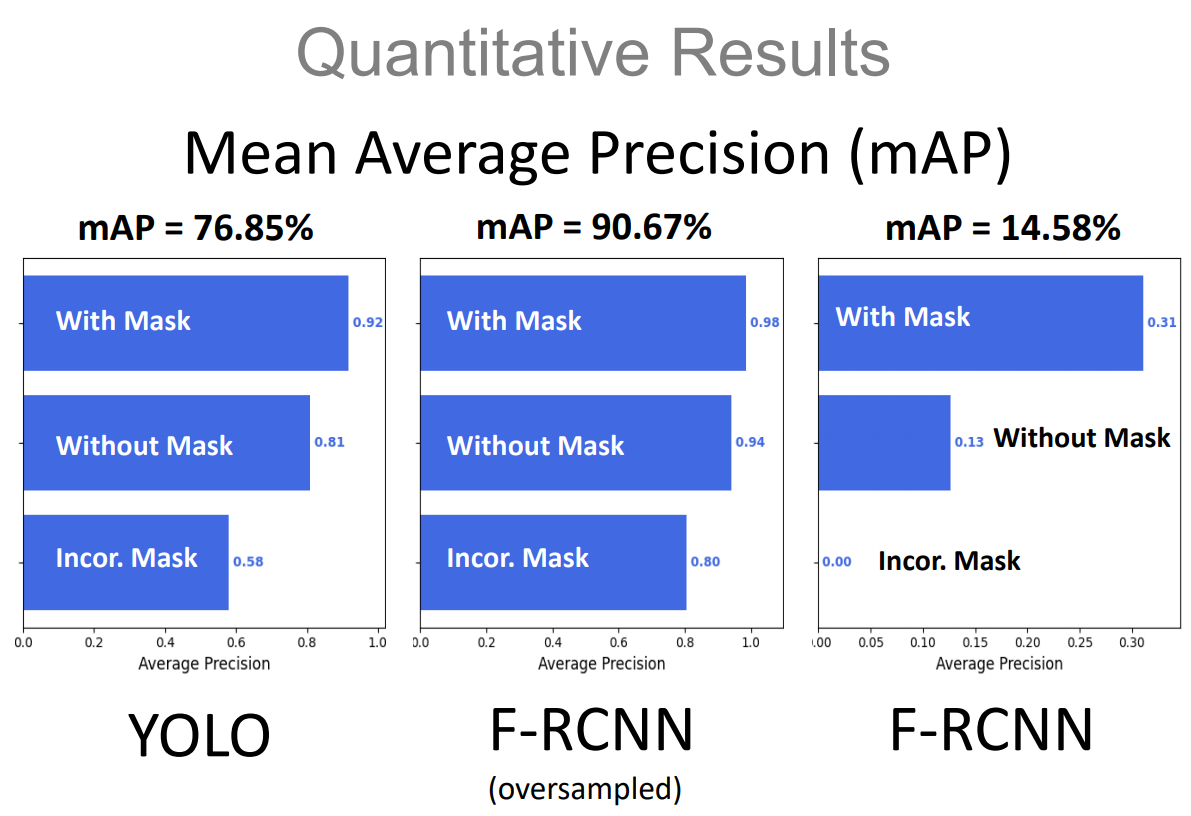 Quantitative Results
Mean Average Precision (mAP)
mAP = 76.85%
With Mask
0.92
Without Mask
0.81
Incor. Mask
0.58
0.0 0.2 0.4 0.6 0.8 1.0
Average Precision
YOLO
mAP = 90.67%
With Mask
0.98
Without Mask
0.94
Incor. Mask
0.80
0.0 0.2 0.4 0.6 0.8 1.0
Average Precision
F-RCNN
(oversampled)
mAP = 14.58%
With Mask
0.31
0.13 Without Mask
0.00 Incor. Mask
.00 0.05 0.10 0.15 0.20 0.25 0.30
Average Precision
F-RCNN